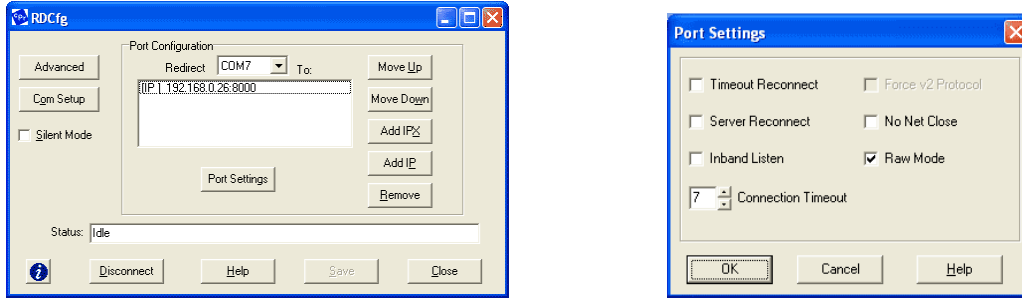 RDCfg
Port Configuration
Advanced
Redirect COM7 To:
Move Up
[IP ] 192.168.0.26:8000
Com Setup
Move Down
Silent Mode
Add IPX
Add IP
Port Settings
Remove
Status: Idle
Disconnect Help Save Close
Port Settings
Timeout Reconnect Force v2 Protocol
Server Reconnect No Net Close
Inband Listen Raw Mode
7 Connection Timeout
OK Cancel Help